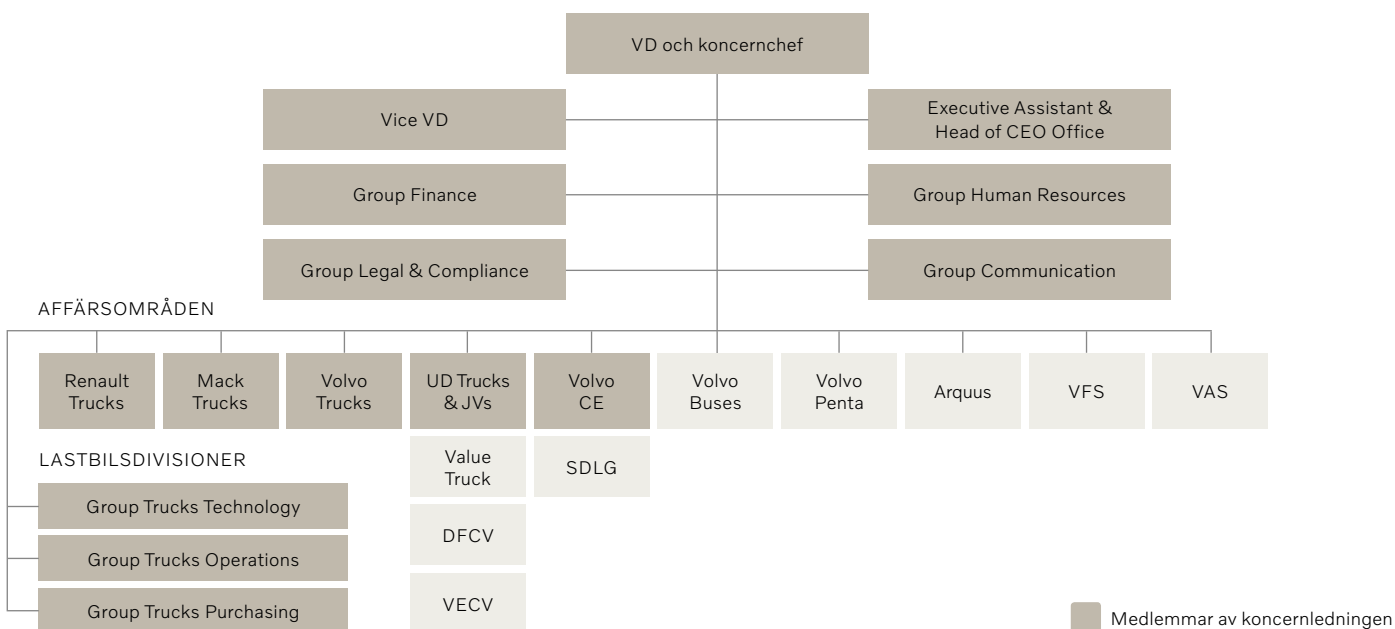 VD och koncernchef
Vice VD
Executive Assistant &
Head of CEO Office
Group Finance
Group Human Resources
Group Legal & Compliance
Group Communication
AFFÄRSOMRÅDEN
Renault
Trucks
Mack
Trucks
Volvo
Trucks
UD Trucks
& JVs
Volvo
CE
Volvo
Buses
Volvo
Penta
Arquus
VFS
VAS
LASTBILSDIVISIONER
Value
Truck
SDLG
Group Trucks Technology
DFCV
Group Trucks Operations
VECV
Group Trucks Purchasing
Medlemmar av koncernledningen